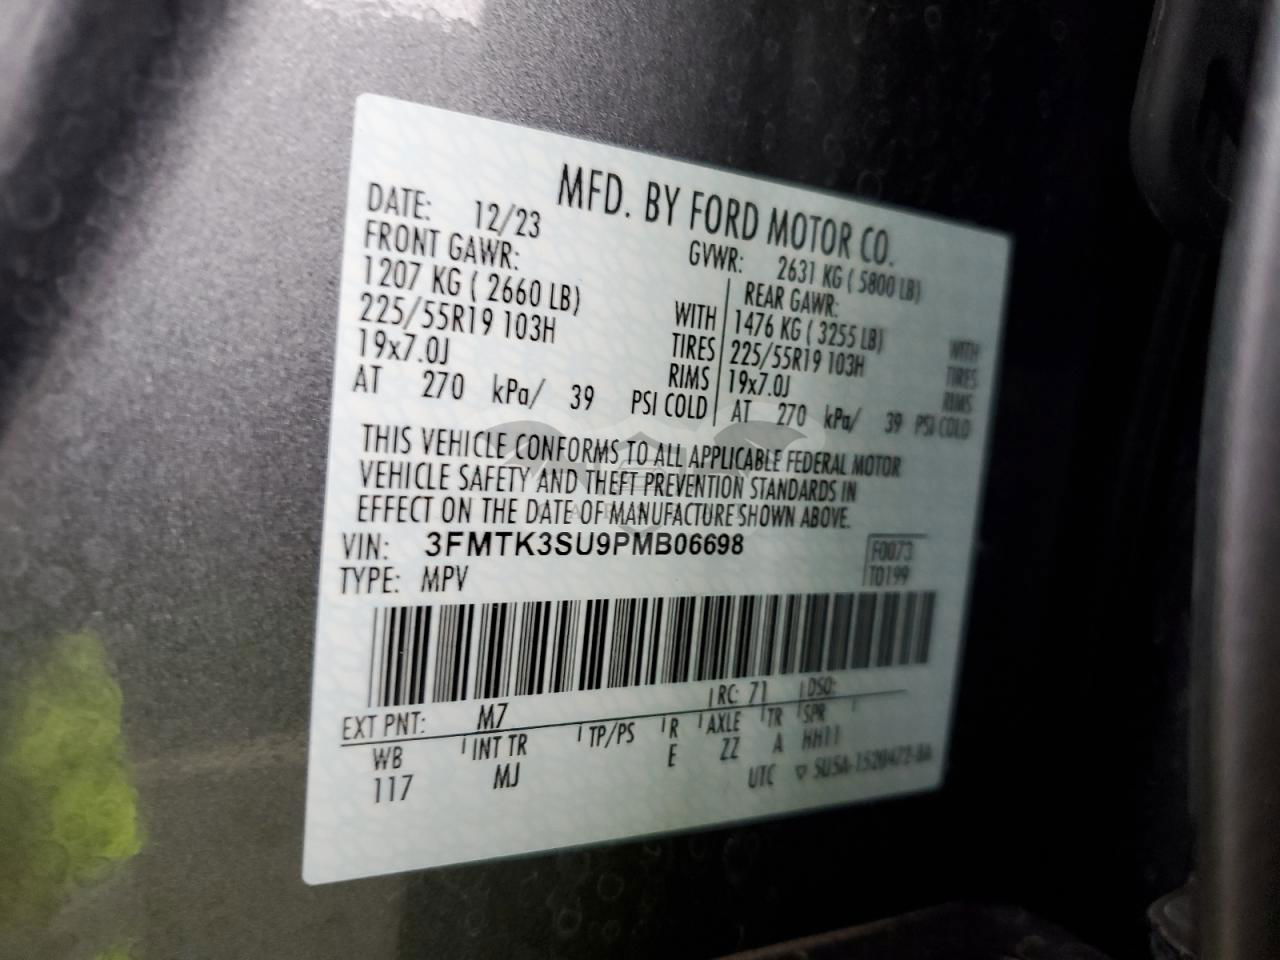 MFD. BY FORD MOTOR CO.
DATE: 12/23 GVWR: 2631 KG ( 5800 LB)
FRONT GAWR: REAR GAWR:
1207 KG ( 2660 LB) WITH 1476 KG ( 3255 LB) WITH
225/55R19 103H TIRES 225/55R19 103H TIRES
19x7.0J RIMS 19x7.0J RIMS
AT 270 kPa/ 39 PSI COLD AT 270 kPa/ 39 PSI COLD
THIS VEHICLE CONFORMS TO ALL APPLICABLE FEDERAL MOTOR
VEHICLE SAFETY AND THEFT PREVENTION STANDARDS IN
EFFECT ON THE DATE OF MANUFACTURE SHOWN ABOVE.
VIN: 3FMTK3SU9PMB06698 F0073
TYPE: MPV T0199
EXT PNT: M7 RC: 71 DSO:
WB INT TR TP/PS R AXLE TR SPR
117 MJ E ZZ A HH11
UTC